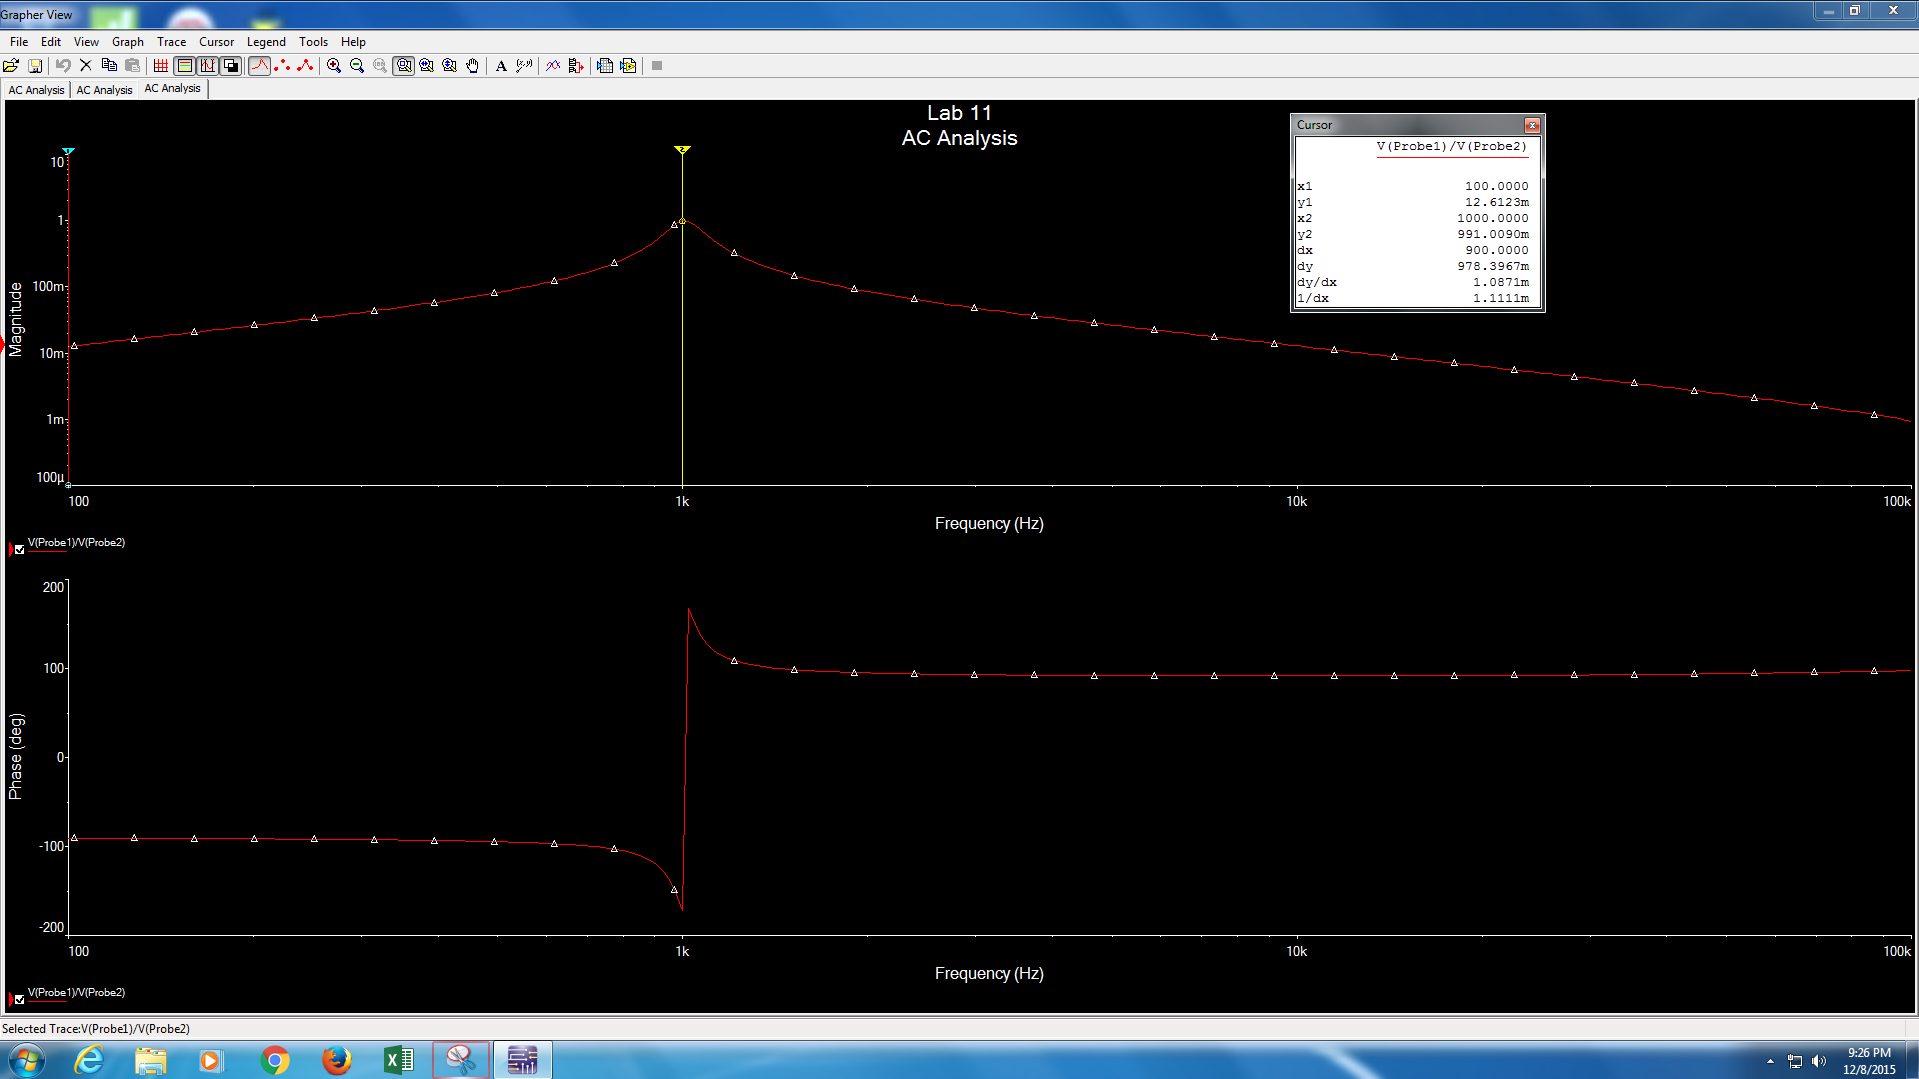 Grapher View
File Edit View Graph Trace Cursor Legend Tools Help
AC Analysis AC Analysis AC Analysis
Lab 11
AC Analysis
Cursor
V(Probe1)/V(Probe2)
x1 100.0000
y1 12.6123m
x2 1000.0000
y2 991.0090m
dx 900.0000
dy 978.3967m
dy/dx 1.0871m
1/dx 1.1111m
1
2
10
1
100m
10m
1m
100µ
Magnitude
100 1k 10k 100k
Frequency (Hz)
V(Probe1)/V(Probe2)
200
100
0
-100
-200
Phase (deg)
100 1k 10k 100k
Frequency (Hz)
V(Probe1)/V(Probe2)
Selected Trace:V(Probe1)/V(Probe2)
9:26 PM
12/8/2015